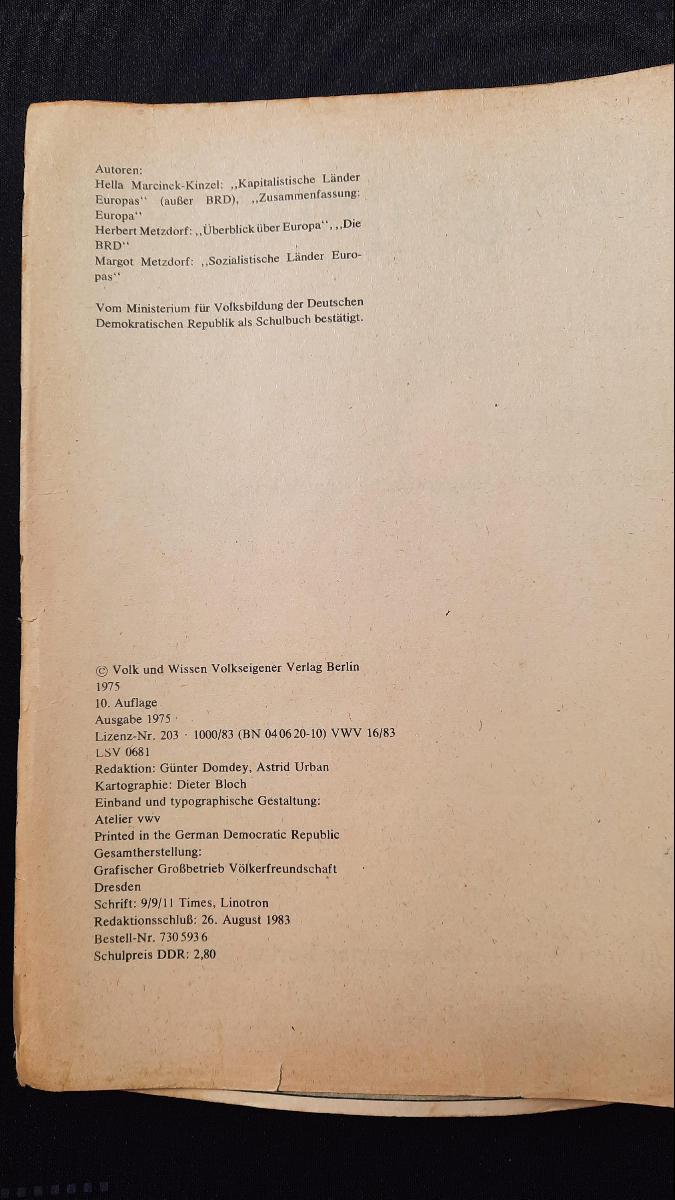 Autoren:
Hella Marcinek-Kinzel: ,,Kapitalistische Länder
Europas“ (außer BRD), ,,Zusammenfassung:
Europa“
Herbert Metzdorf: ,,Überblick über Europa“, ,,Die
BRD“
Margot Metzdorf: ,,Sozialistische Länder Euro-
pas“
Vom Ministerium für Volksbildung der Deutschen
Demokratischen Republik als Schulbuch bestätigt.
© Volk und Wissen Volkseigener Verlag Berlin
1975
10. Auflage
Ausgabe 1975
Lizenz-Nr. 203 · 1000/83 (BN 040620-10) VWV 16/83
LSV 0681
Redaktion: Günter Domdey, Astrid Urban
Kartographie: Dieter Bloch
Einband und typographische Gestaltung:
Atelier vwv
Printed in the German Democratic Republic
Gesamtherstellung:
Grafischer Großbetrieb Völkerfreundschaft
Dresden
Schrift: 9/9/11 Times, Linotron
Redaktionsschluß: 26. August 1983
Bestell-Nr. 730 593 6
Schulpreis DDR: 2,80